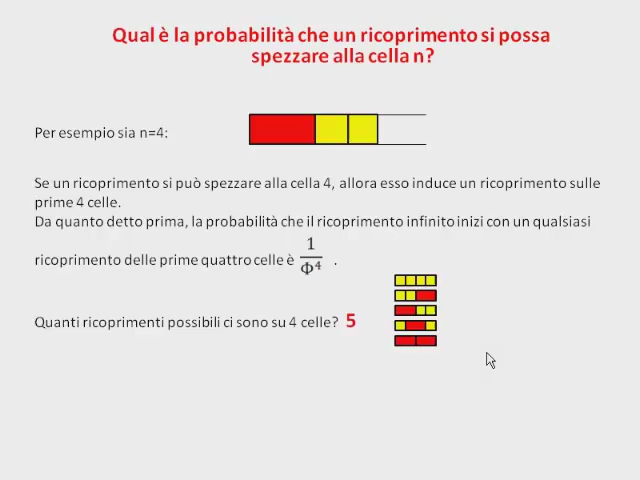 Qual è la probabilità che un ricoprimento si possa
spezzare alla cella n?
Per esempio sia n=4:
Se un ricoprimento si può spezzare alla cella 4, allora esso induce un ricoprimento sulle
prime 4 celle.
Da quanto detto prima, la probabilità che il ricoprimento infinito inizi con un qualsiasi
ricoprimento delle prime quattro celle è 1/Φ⁴ .
Quanti ricoprimenti possibili ci sono su 4 celle? 5